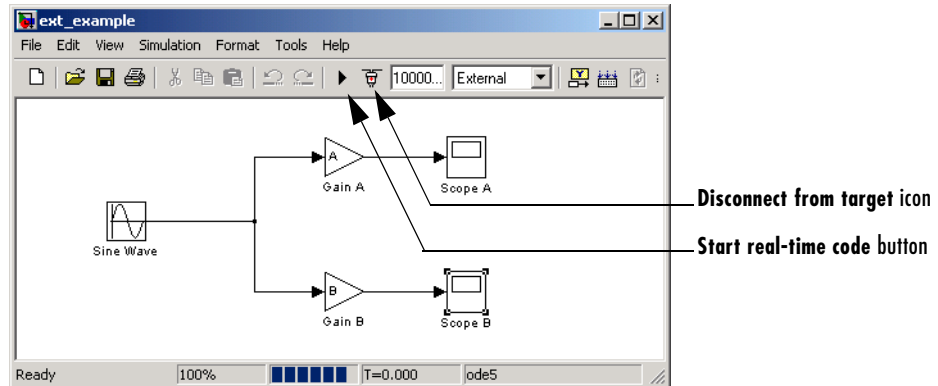 ext_example
File Edit View Simulation Format Tools Help
10000... External
A
Gain A
Scope A
Disconnect from target icon
Start real-time code button
Sine Wave
B
Gain B
Scope B
Ready 100% T=0.000 ode5